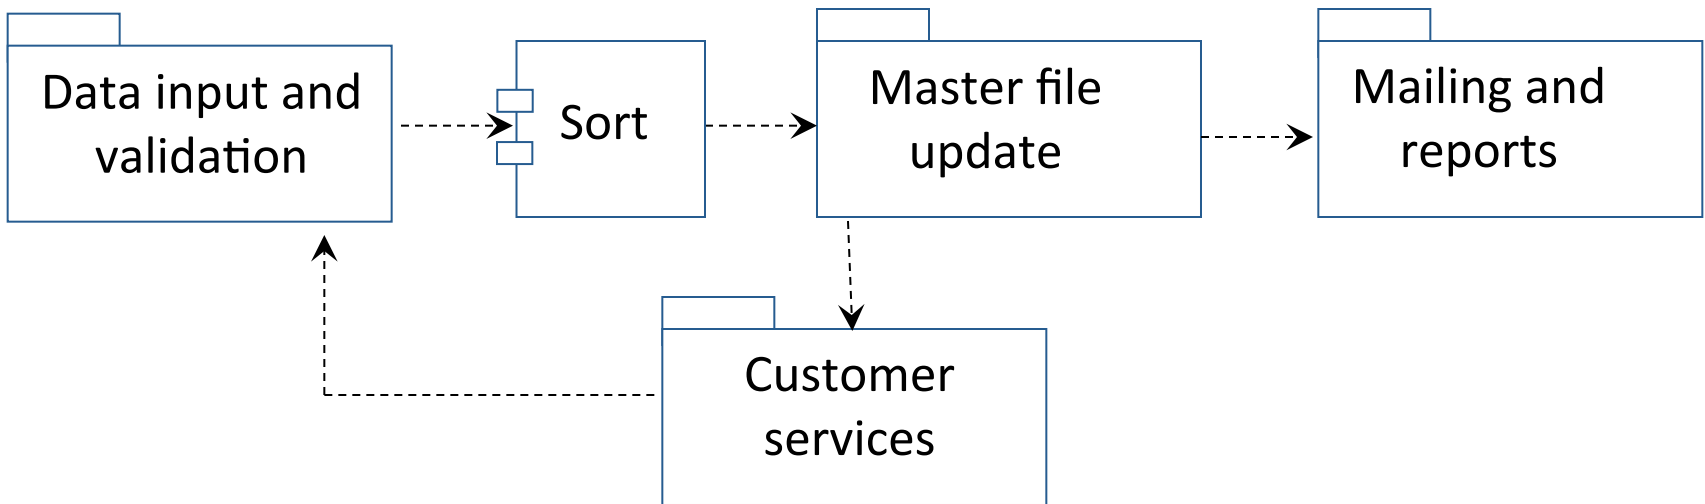 Data input and
validation
Sort
Master file
update
Mailing and
reports
Customer
services